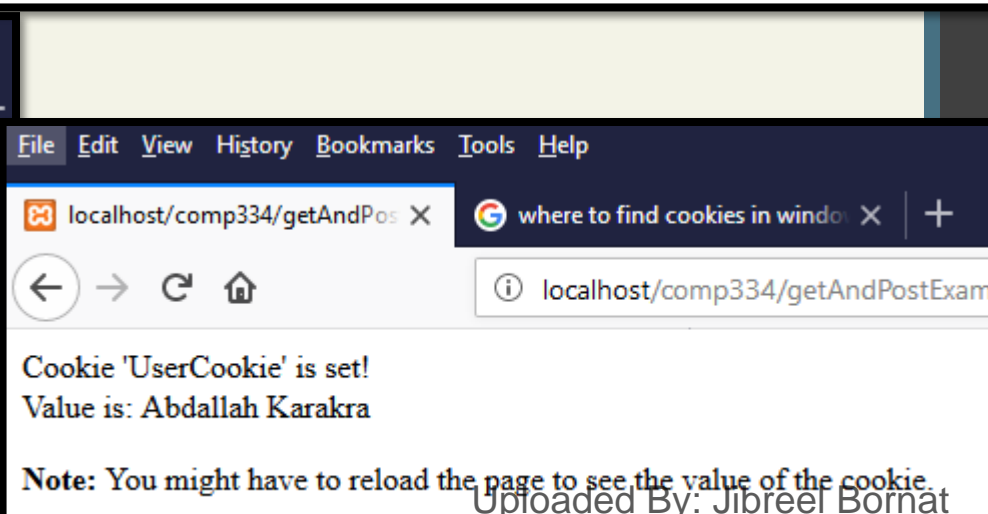 File Edit View History Bookmarks Tools Help
localhost/comp334/getAndPos
where to find cookies in windo
localhost/comp334/getAndPostExam
Cookie 'UserCookie' is set!
Value is: Abdallah Karakra
Note: You might have to reload the page to see the value of the cookie.
Uploaded By: Jibreel Bornat